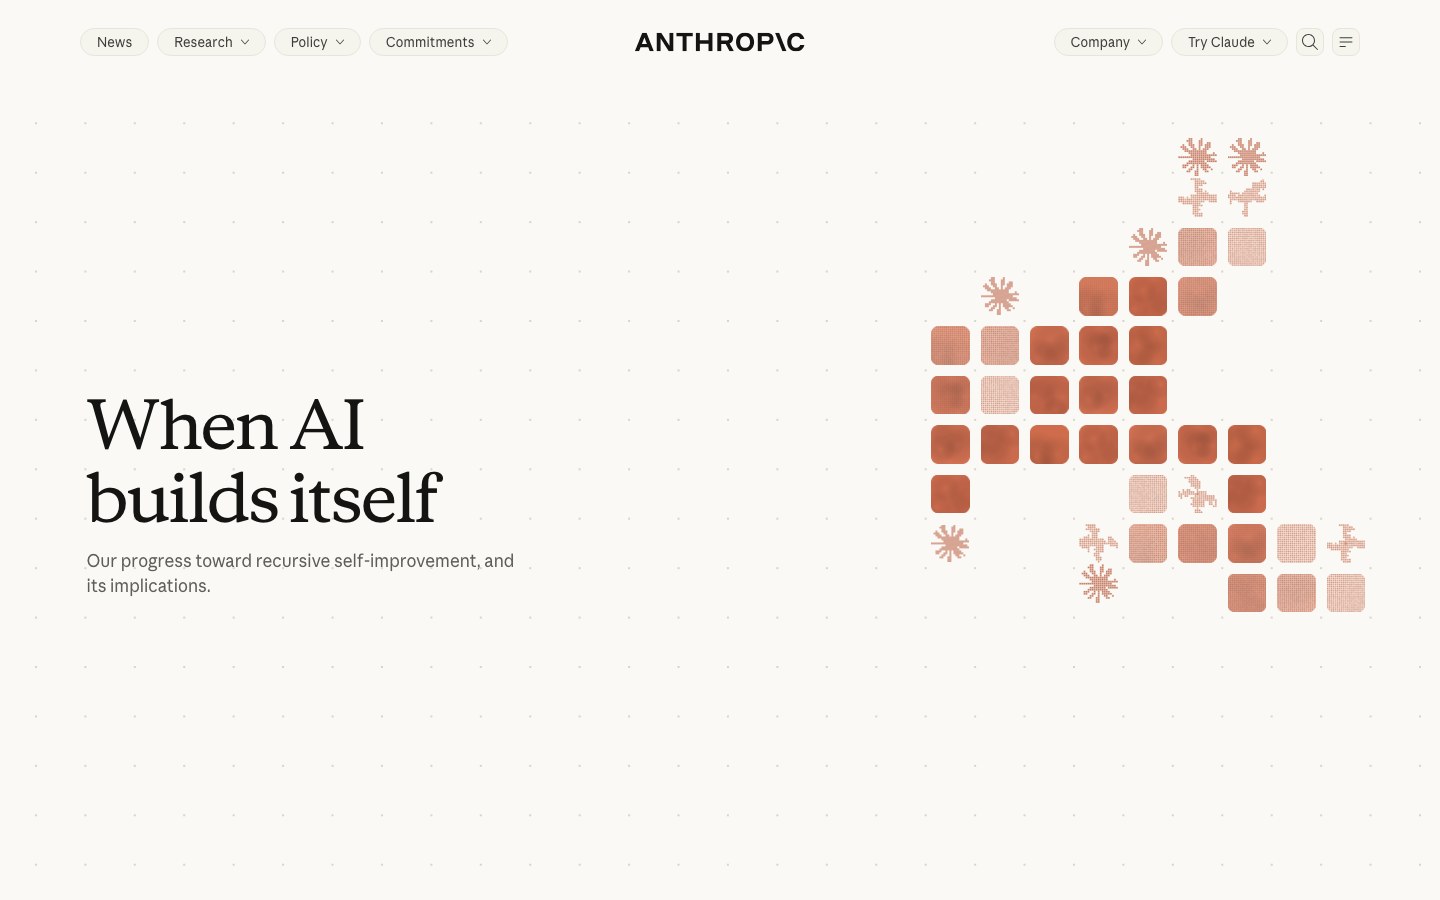 News
Research
Policy
Commitments
ANTHROP\C
Company
Try Claude
When AI
builds itself
Our progress toward recursive self-improvement, and
its implications.